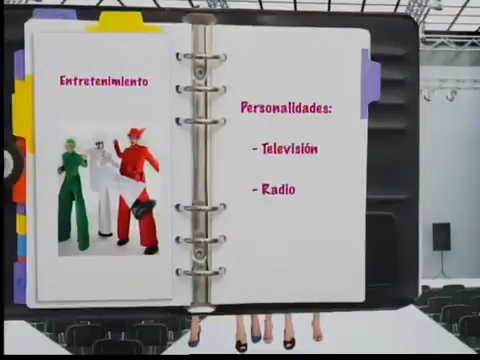 Entretenimiento
Personalidades:
- Televisión
- Radio